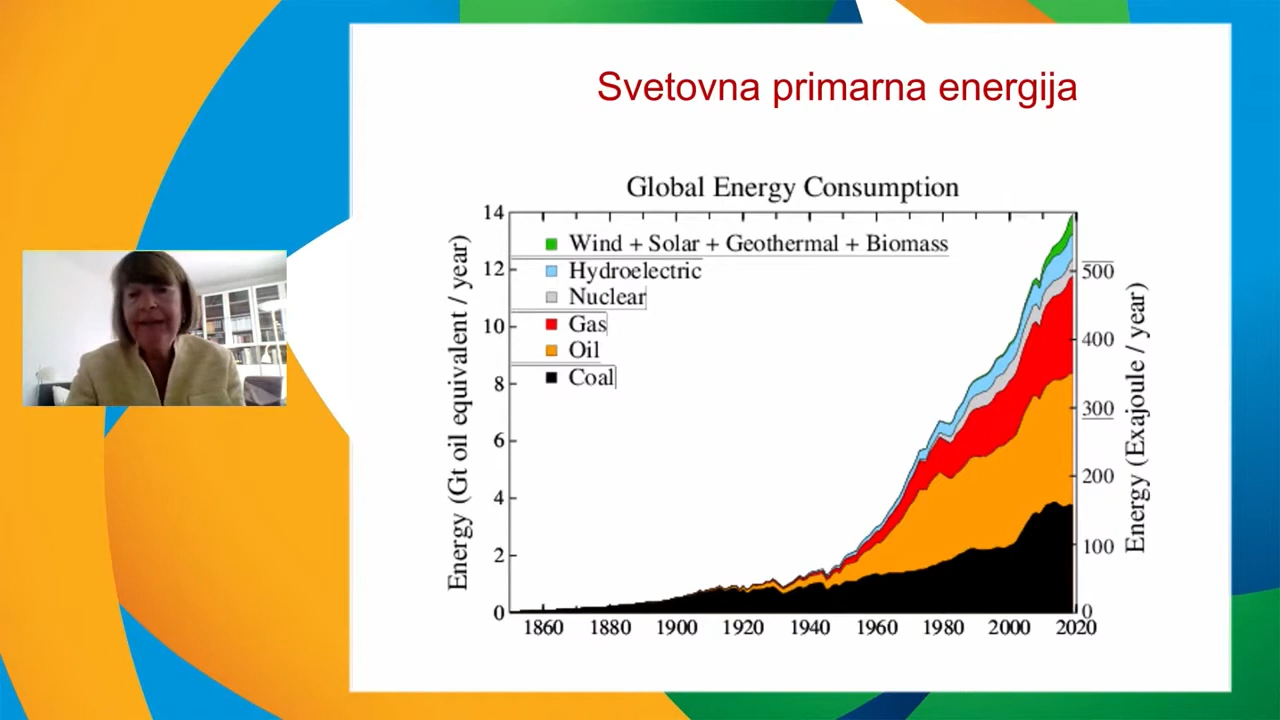 Svetovna primarna energija
Global Energy Consumption
Wind + Solar + Geothermal + Biomass
Hydroelectric
Nuclear
Gas
Oil
Coal
Energy (Gt oil equivalent / year)
14
12
10
8
6
4
2
0
500
400
300
200
100
0
Energy (Exajoule / year)
1860 1880 1900 1920 1940 1960 1980 2000 2020